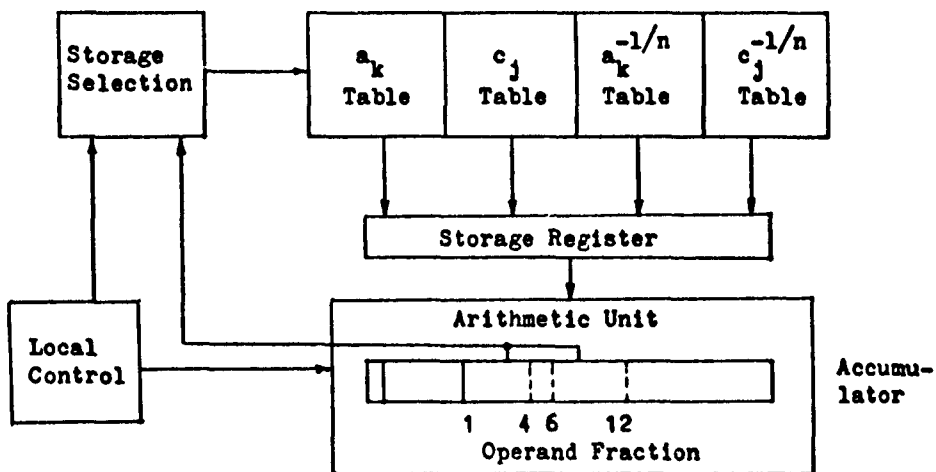 Storage
Selection
a_k
Table
c_j
Table
a_k^-1/n
Table
c_j^-1/n
Table
Storage Register
Local
Control
Arithmetic Unit
1 4 6 12
Operand Fraction
Accumu-
lator